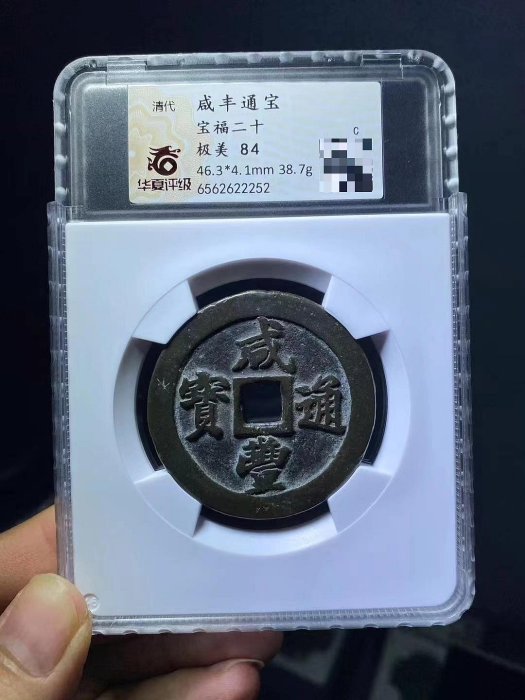 清代
咸丰通宝
宝福二十
极美 84
华夏评级
46.3*4.1mm 38.7g
6562622252
C
咸
寶 通
豐